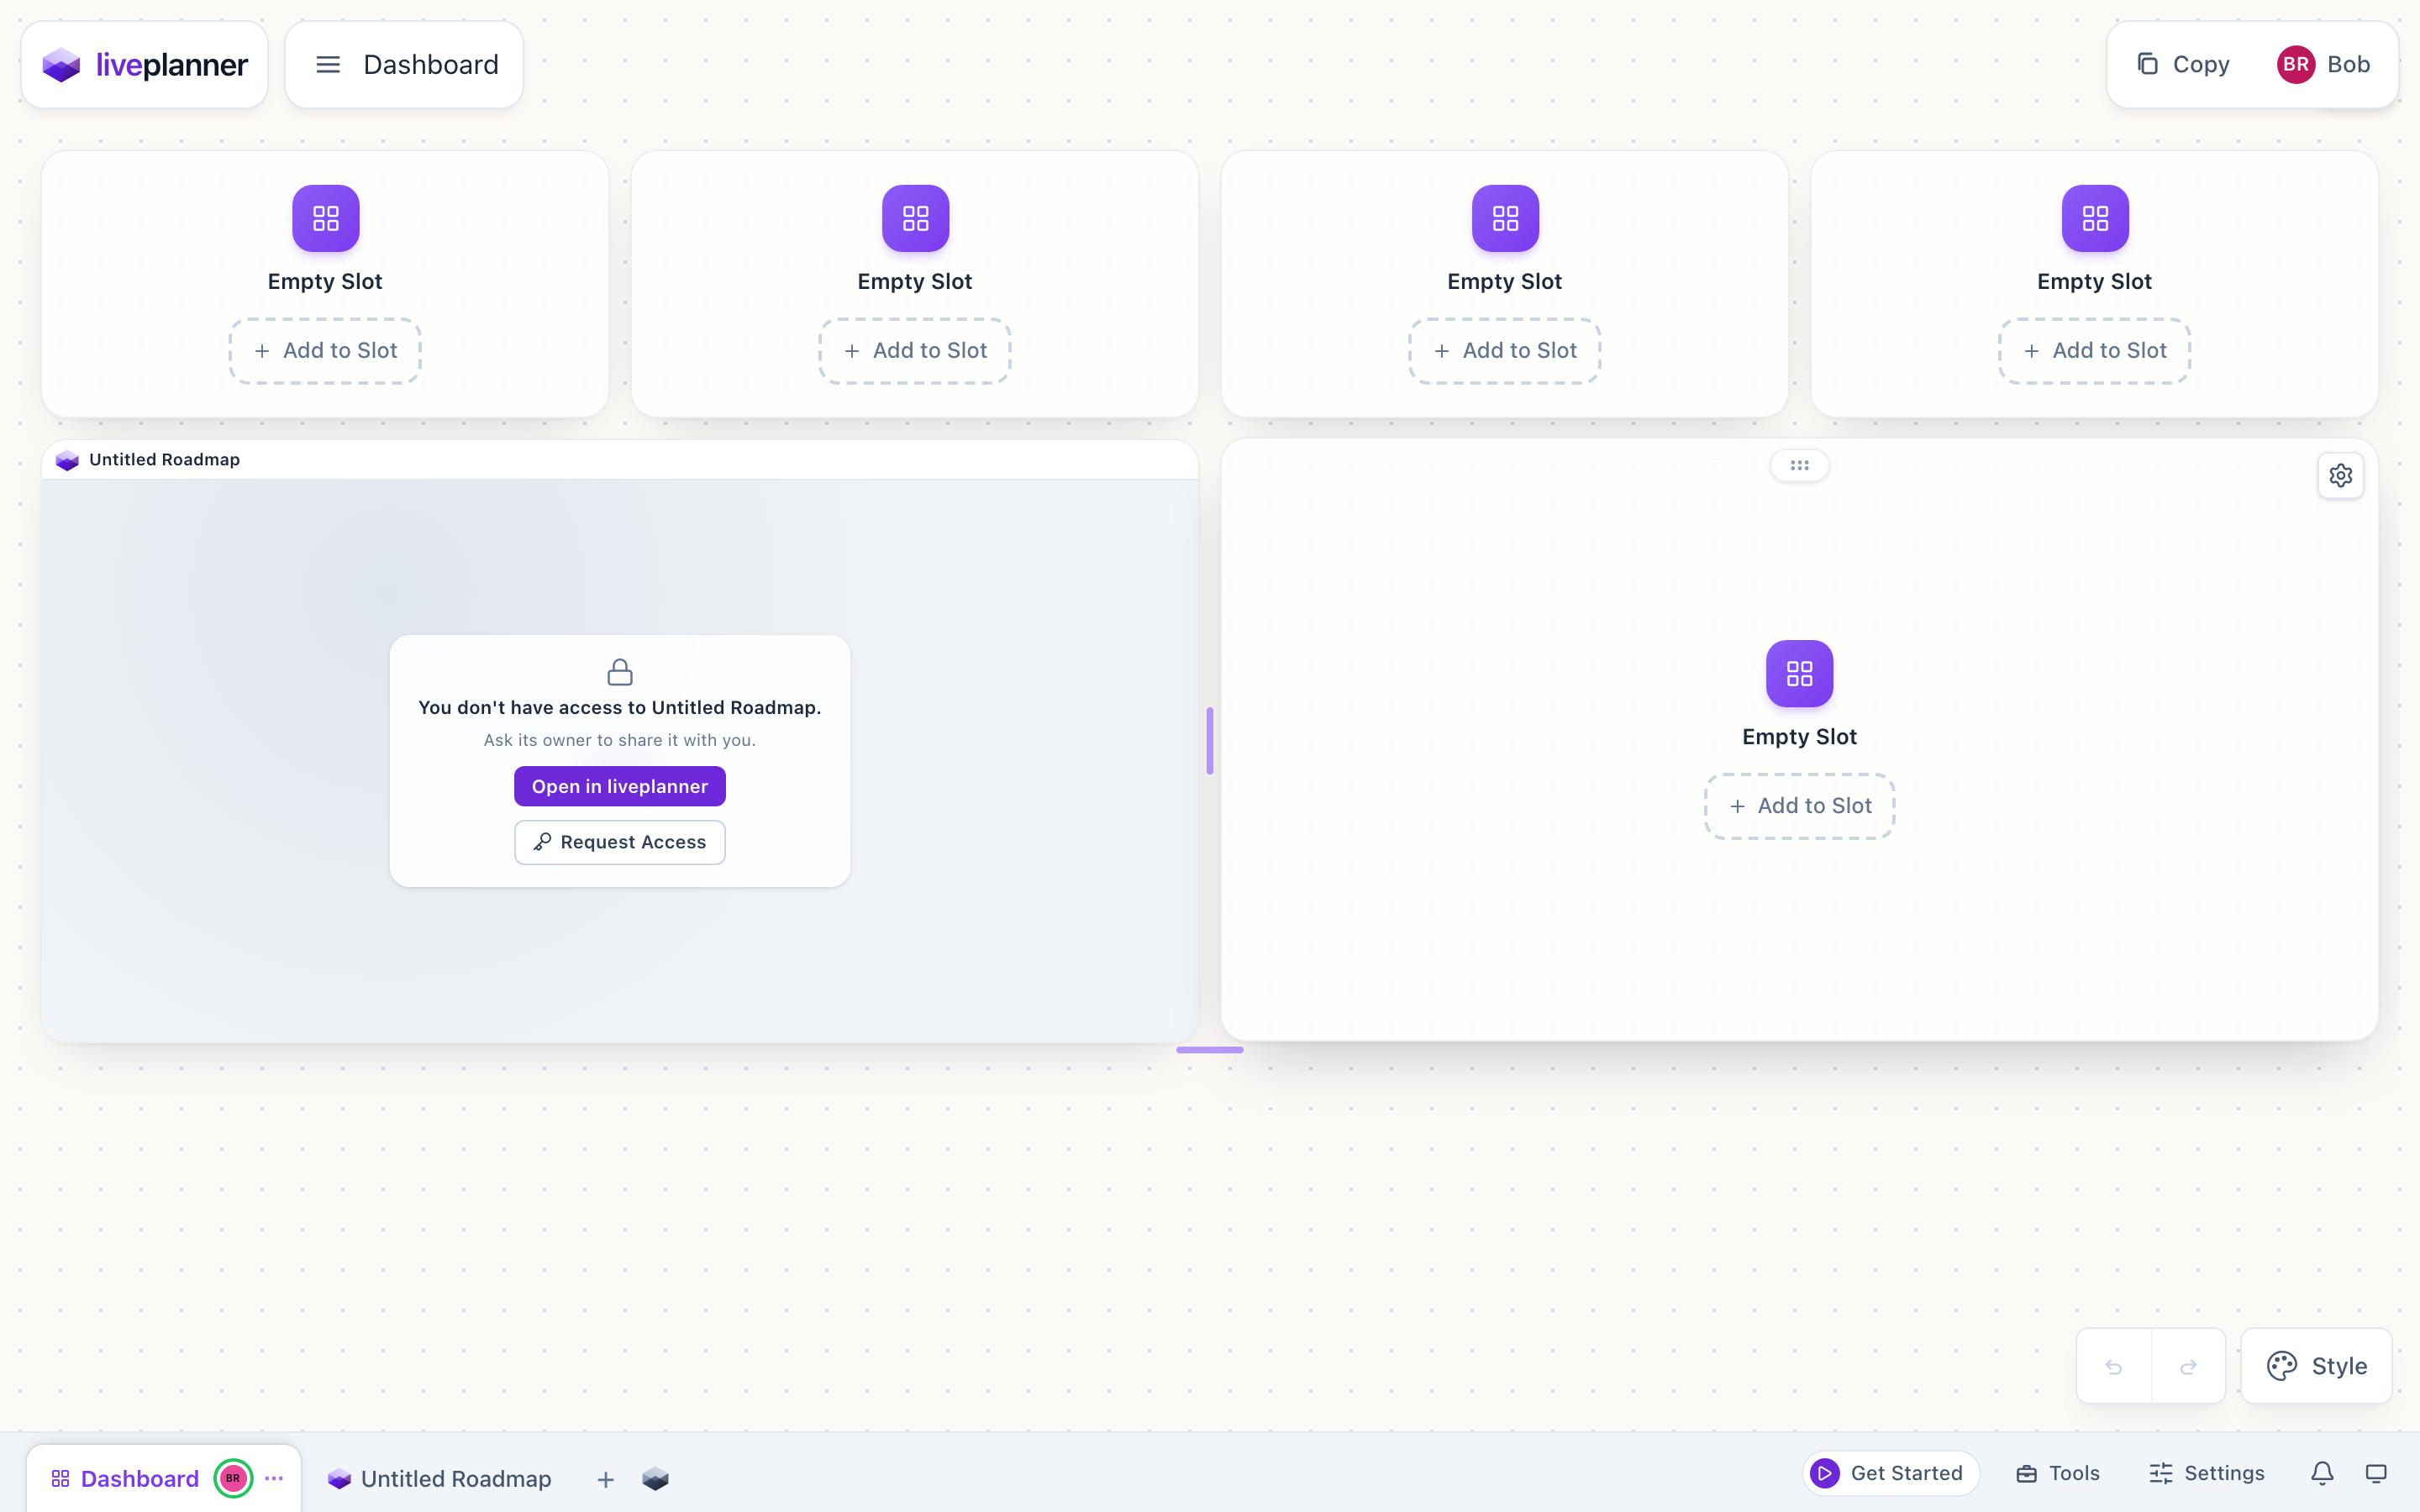 liveplanner
Dashboard
Copy
BR
Bob
Empty Slot
+ Add to Slot
Empty Slot
+ Add to Slot
Empty Slot
+ Add to Slot
Empty Slot
+ Add to Slot
Untitled Roadmap
You don't have access to Untitled Roadmap.
Ask its owner to share it with you.
Open in liveplanner
Request Access
Empty Slot
+ Add to Slot
Style
Dashboard
BR
Untitled Roadmap
Get Started
Tools
Settings